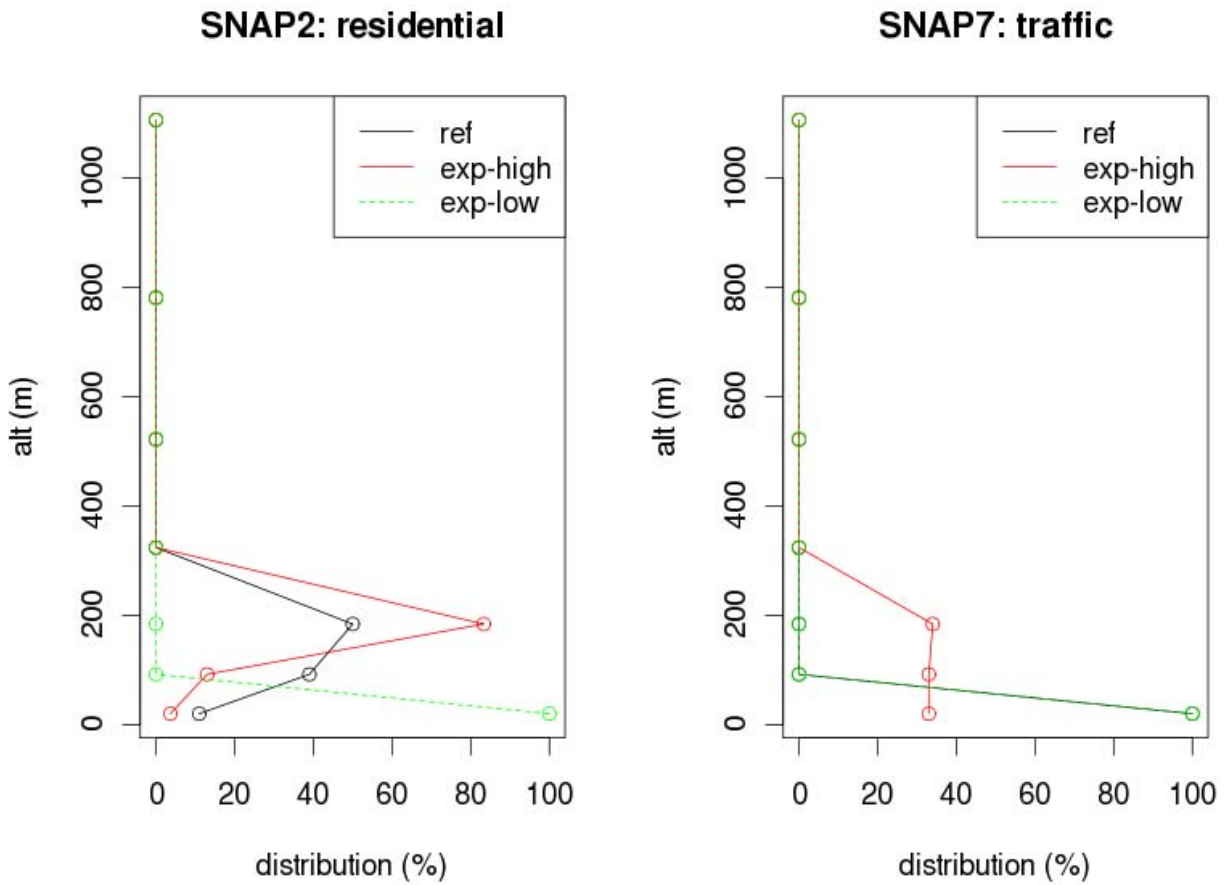 SNAP2: residential
ref
exp-high
exp-low
1000
800
600
400
200
0
alt (m)
0 20 40 60 80 100
distribution (%)
SNAP7: traffic
ref
exp-high
exp-low
1000
800
600
400
200
0
alt (m)
0 20 40 60 80 100
distribution (%)